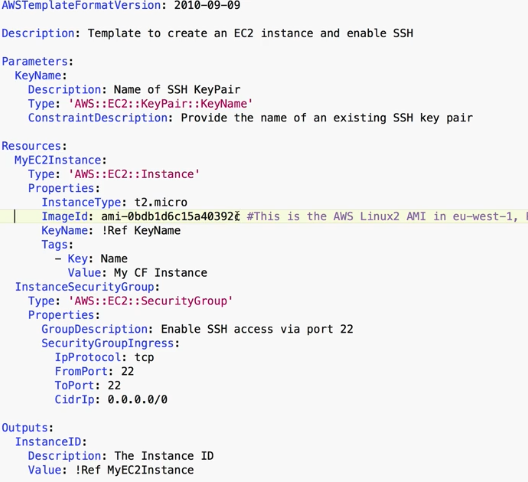 AWSTemplateFormatVersion: 2010-09-09
Description: Template to create an EC2 instance and enable SSH
Parameters:
  KeyName:
    Description: Name of SSH KeyPair
    Type: 'AWS::EC2::KeyPair::KeyName'
    ConstraintDescription: Provide the name of an existing SSH key pair
Resources:
  MyEC2Instance:
    Type: 'AWS::EC2::Instance'
    Properties:
      InstanceType: t2.micro
      ImageId: ami-0bdb1d6c15a40392c #This is the AWS Linux2 AMI in eu-west-1,
      KeyName: !Ref KeyName
      Tags:
        - Key: Name
          Value: My CF Instance
  InstanceSecurityGroup:
    Type: 'AWS::EC2::SecurityGroup'
    Properties:
      GroupDescription: Enable SSH access via port 22
      SecurityGroupIngress:
        IpProtocol: tcp
        FromPort: 22
        ToPort: 22
        CidrIp: 0.0.0.0/0
Outputs:
  InstanceID:
    Description: The Instance ID
    Value: !Ref MyEC2Instance